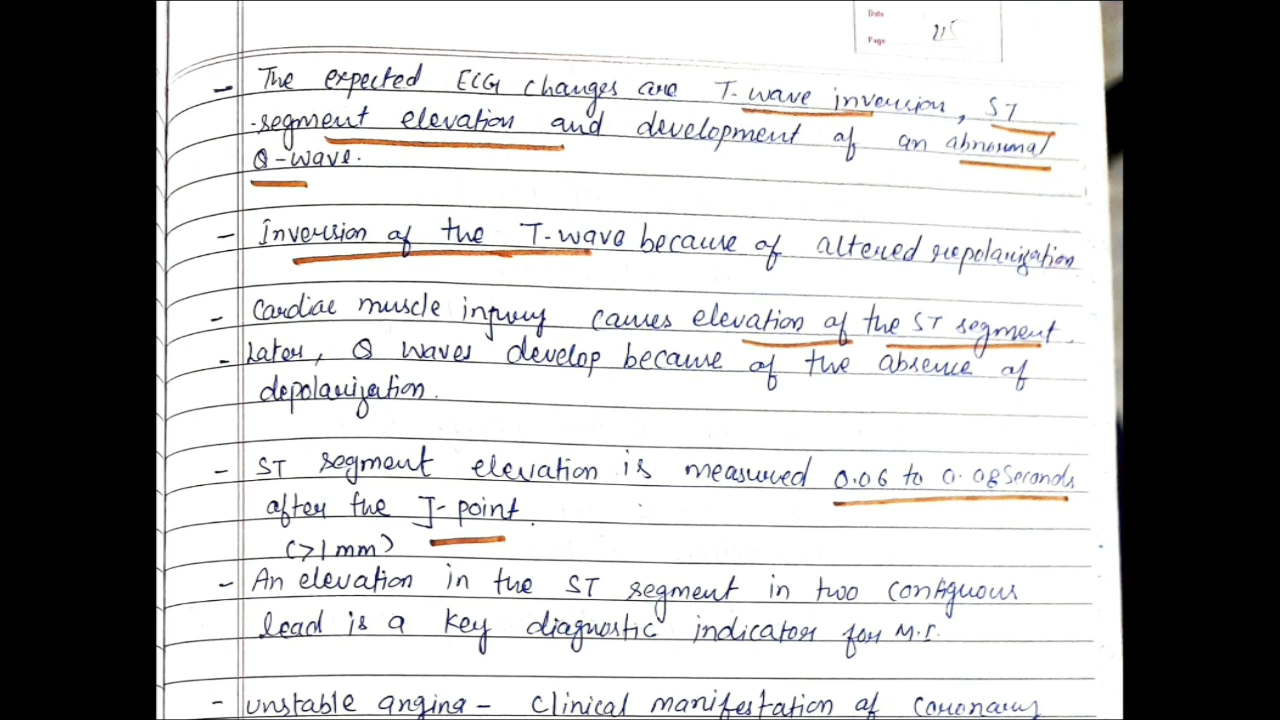 Date
Page 215
- The expected ECG changes are T-wave inversion, ST
-segment elevation and development of an abnormal
Q-wave.
- Inversion of the T-wave because of altered repolarization
- Cardiac muscle injury causes elevation of the ST segment.
- Later, Q waves develop because of the absence of
depolarization.
- ST segment elevation is measured 0.06 to 0.08 seconds
after the J-point.
(>1mm)
- An elevation in the ST segment in two contiguous
lead is a key diagnostic indicator for M.I.
- unstable angina - clinical manifestation of coronary